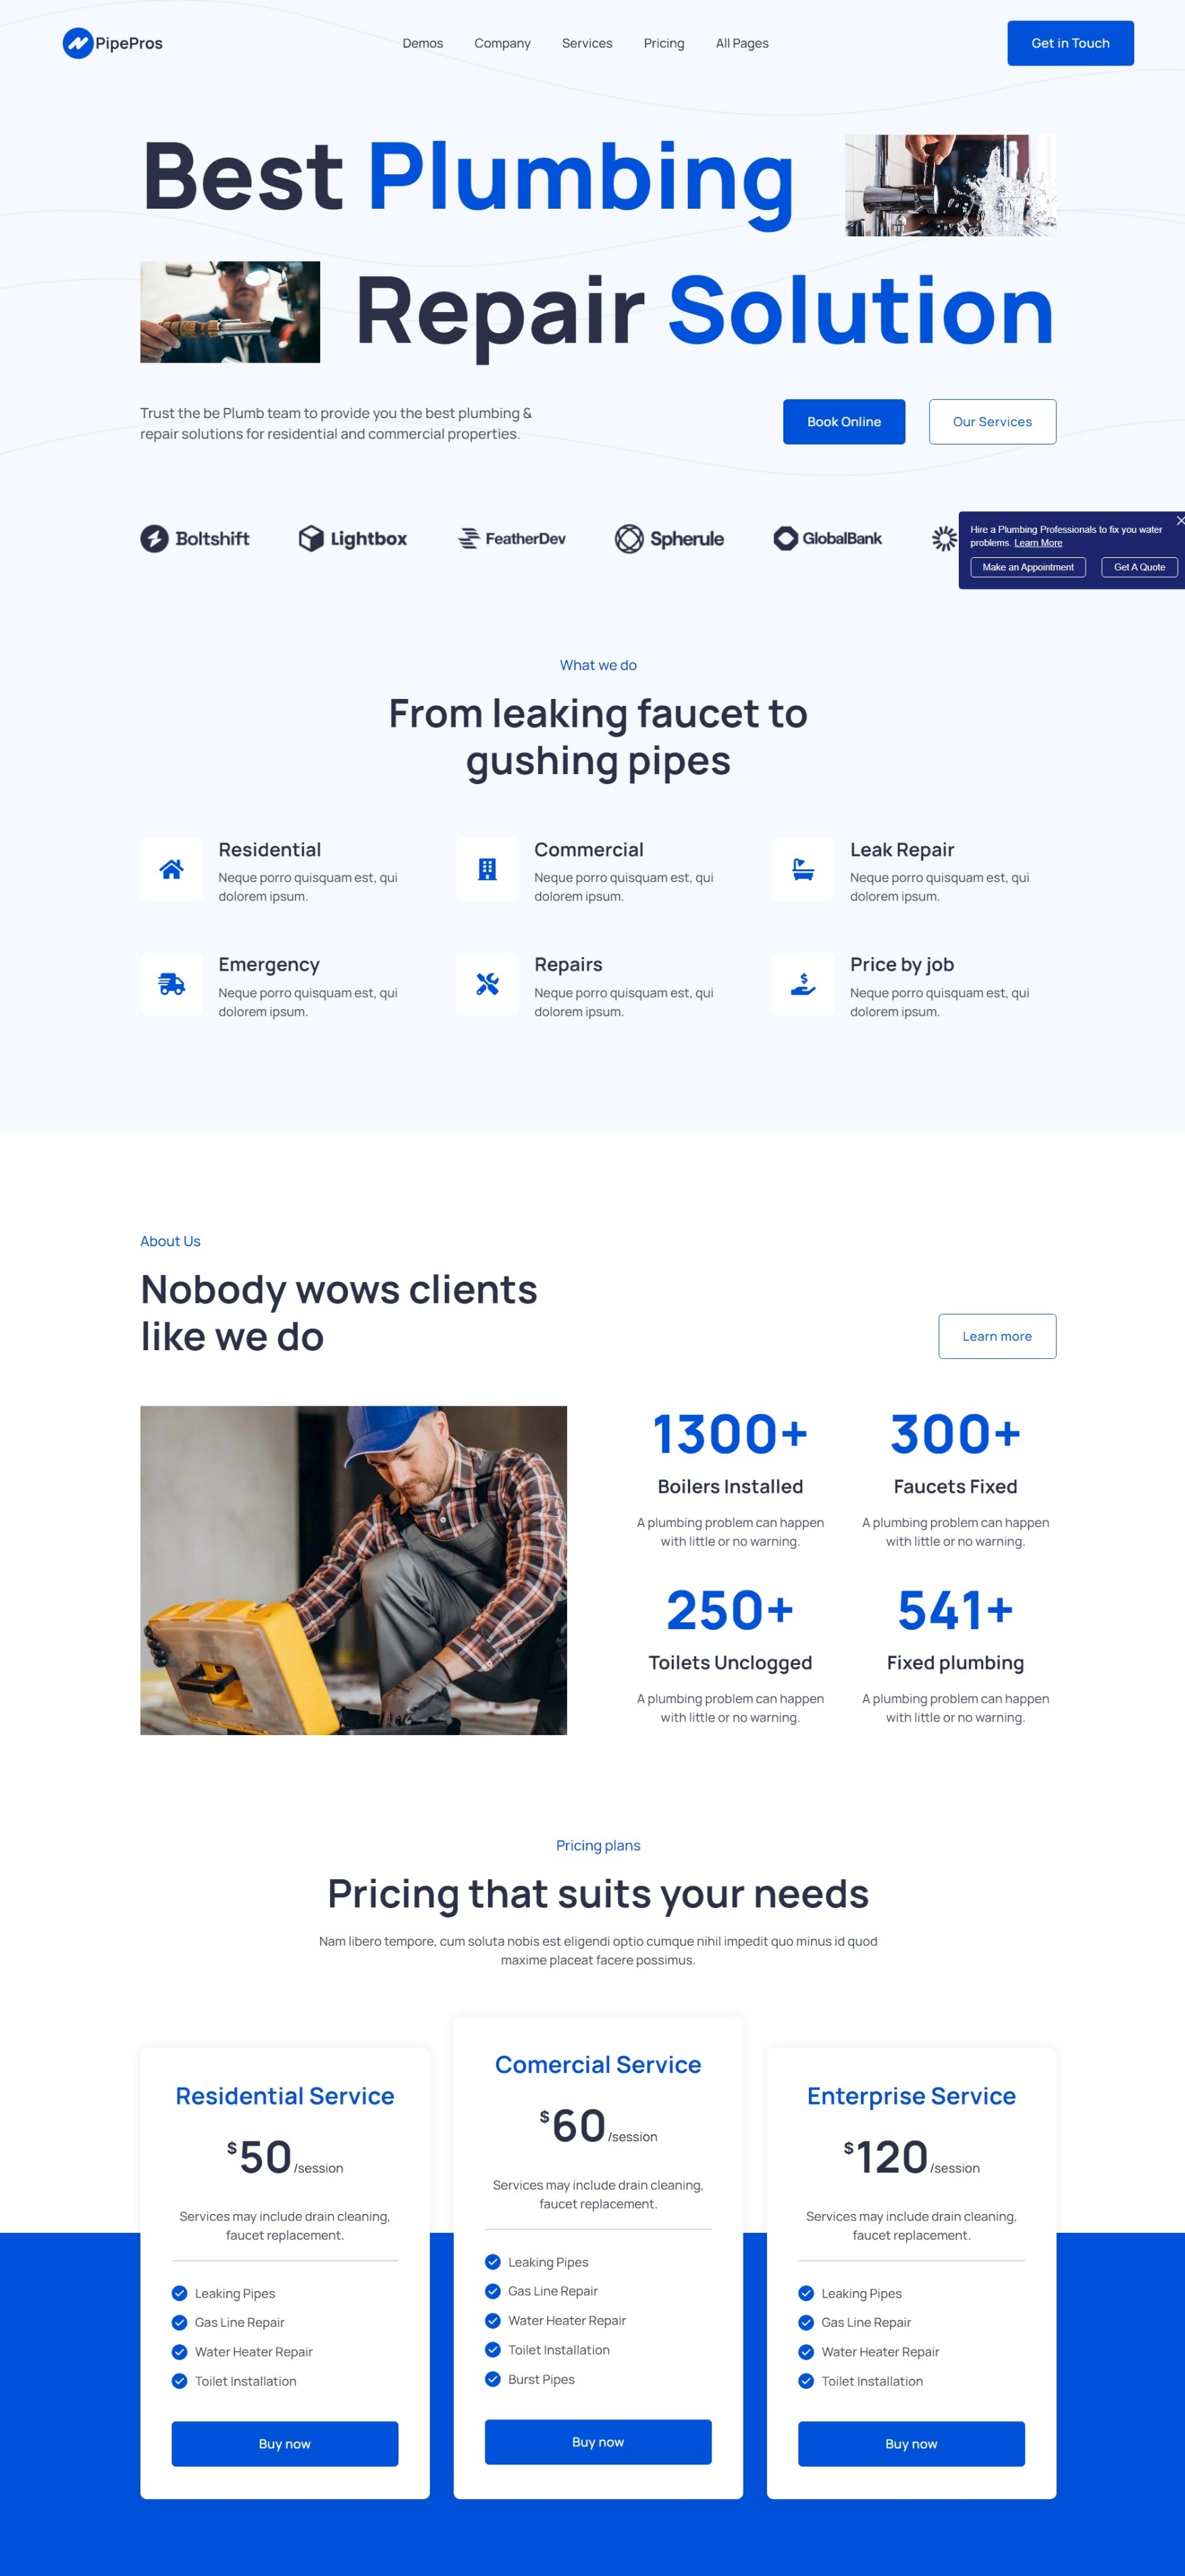 PipePros
Demos
Company
Services
Pricing
All Pages
Get in Touch
Best Plumbing
Repair Solution
Trust the be Plumb team to provide you the best plumbing &
repair solutions for residential and commercial properties.
Book Online
Our Services
Boltshift
Lightbox
FeatherDev
Spherule
GlobalBank
Hire a Plumbing Professionals to fix you water
problems. Learn More
Make an Appointment
Get A Quote
What we do
From leaking faucet to
gushing pipes
Residential
Neque porro quisquam est, qui
dolorem ipsum.
Commercial
Neque porro quisquam est, qui
dolorem ipsum.
Leak Repair
Neque porro quisquam est, qui
dolorem ipsum.
Emergency
Neque porro quisquam est, qui
dolorem ipsum.
Repairs
Neque porro quisquam est, qui
dolorem ipsum.
Price by job
Neque porro quisquam est, qui
dolorem ipsum.
About Us
Nobody wows clients
like we do
Learn more
1300+
Boilers Installed
A plumbing problem can happen
with little or no warning.
300+
Faucets Fixed
A plumbing problem can happen
with little or no warning.
250+
Toilets Unclogged
A plumbing problem can happen
with little or no warning.
541+
Fixed plumbing
A plumbing problem can happen
with little or no warning.
Pricing plans
Pricing that suits your needs
Nam libero tempore, cum soluta nobis est eligendi optio cumque nihil impedit quo minus id quod
maxime placeat facere possimus.
Residential Service
$50/session
Services may include drain cleaning,
faucet replacement.
Leaking Pipes
Gas Line Repair
Water Heater Repair
Toilet Installation
Buy now
Comercial Service
$60/session
Services may include drain cleaning,
faucet replacement.
Leaking Pipes
Gas Line Repair
Water Heater Repair
Toilet Installation
Burst Pipes
Buy now
Enterprise Service
$120/session
Services may include drain cleaning,
faucet replacement.
Leaking Pipes
Gas Line Repair
Water Heater Repair
Toilet Installation
Buy now